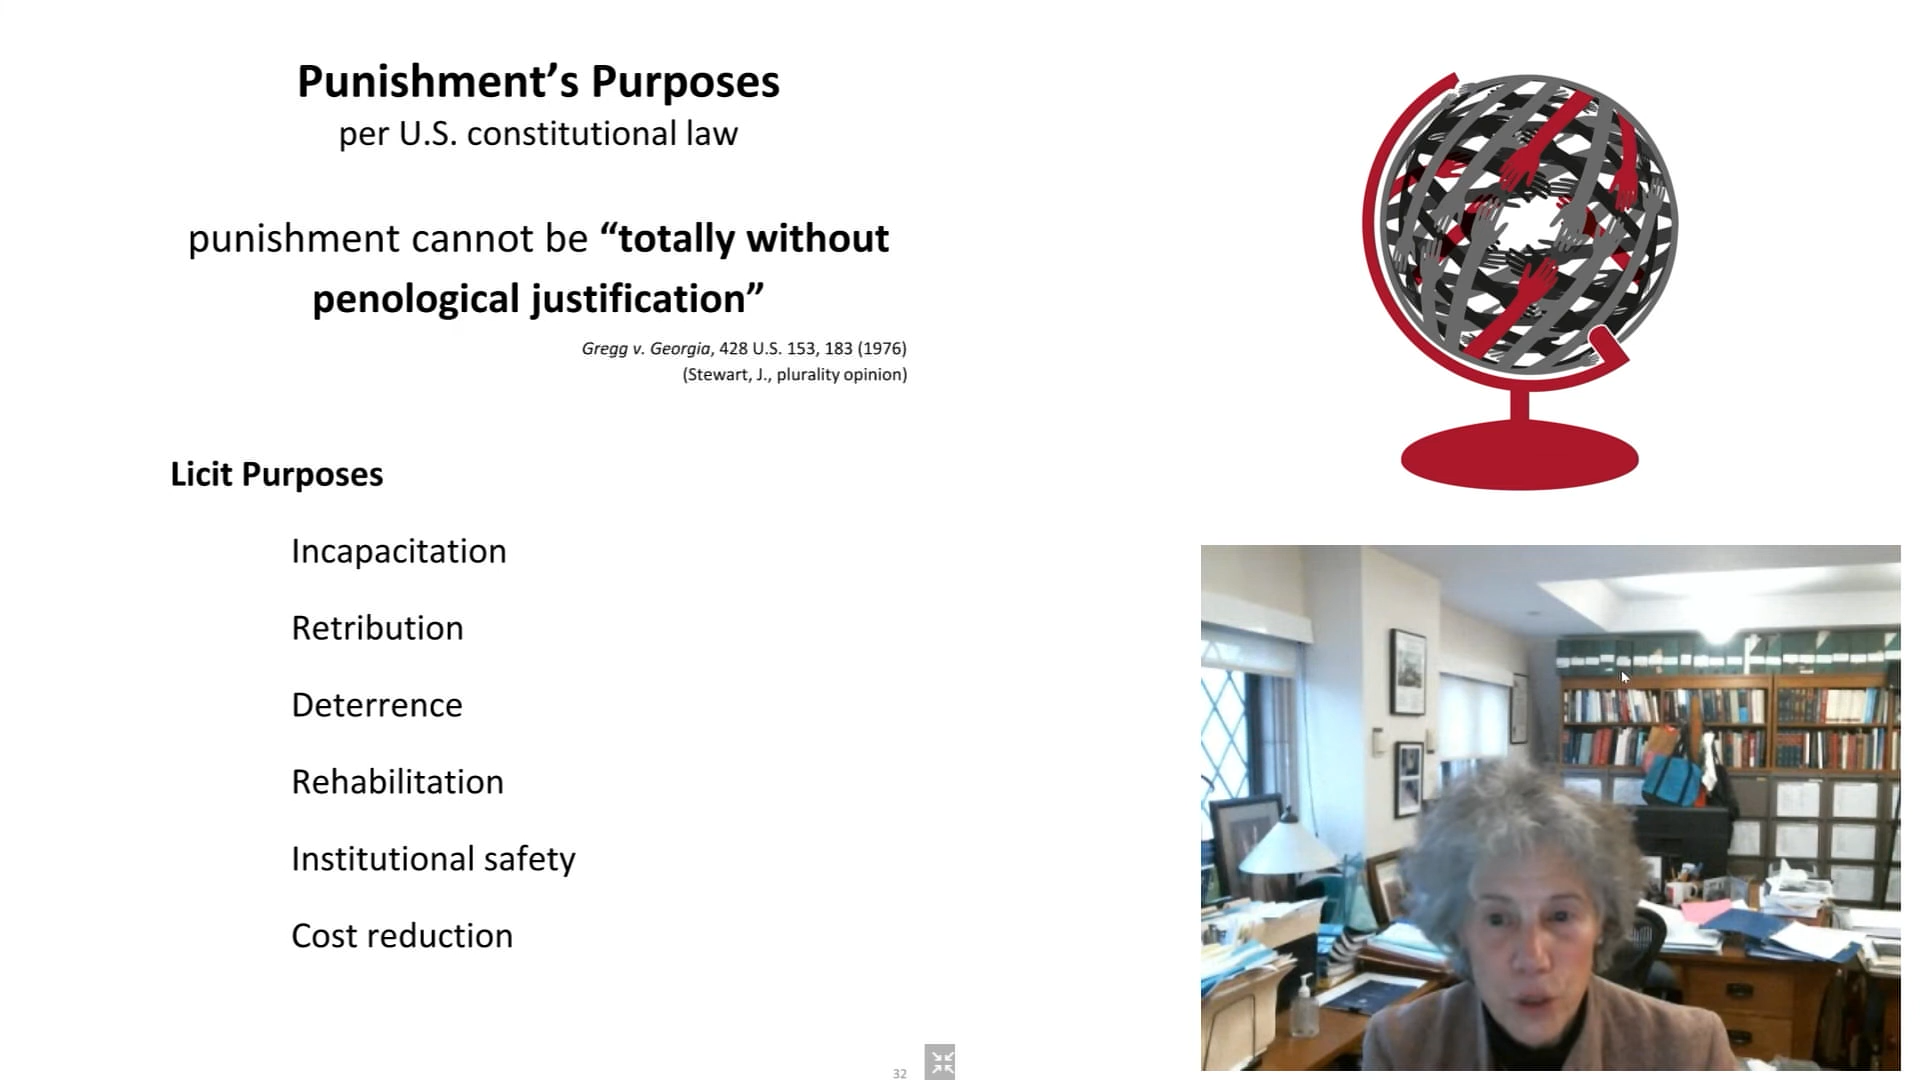 Punishment’s Purposes
per U.S. constitutional law
punishment cannot be “totally without
penological justification”
Gregg v. Georgia, 428 U.S. 153, 183 (1976)
(Stewart, J., plurality opinion)
Licit Purposes
Incapacitation
Retribution
Deterrence
Rehabilitation
Institutional safety
Cost reduction
32